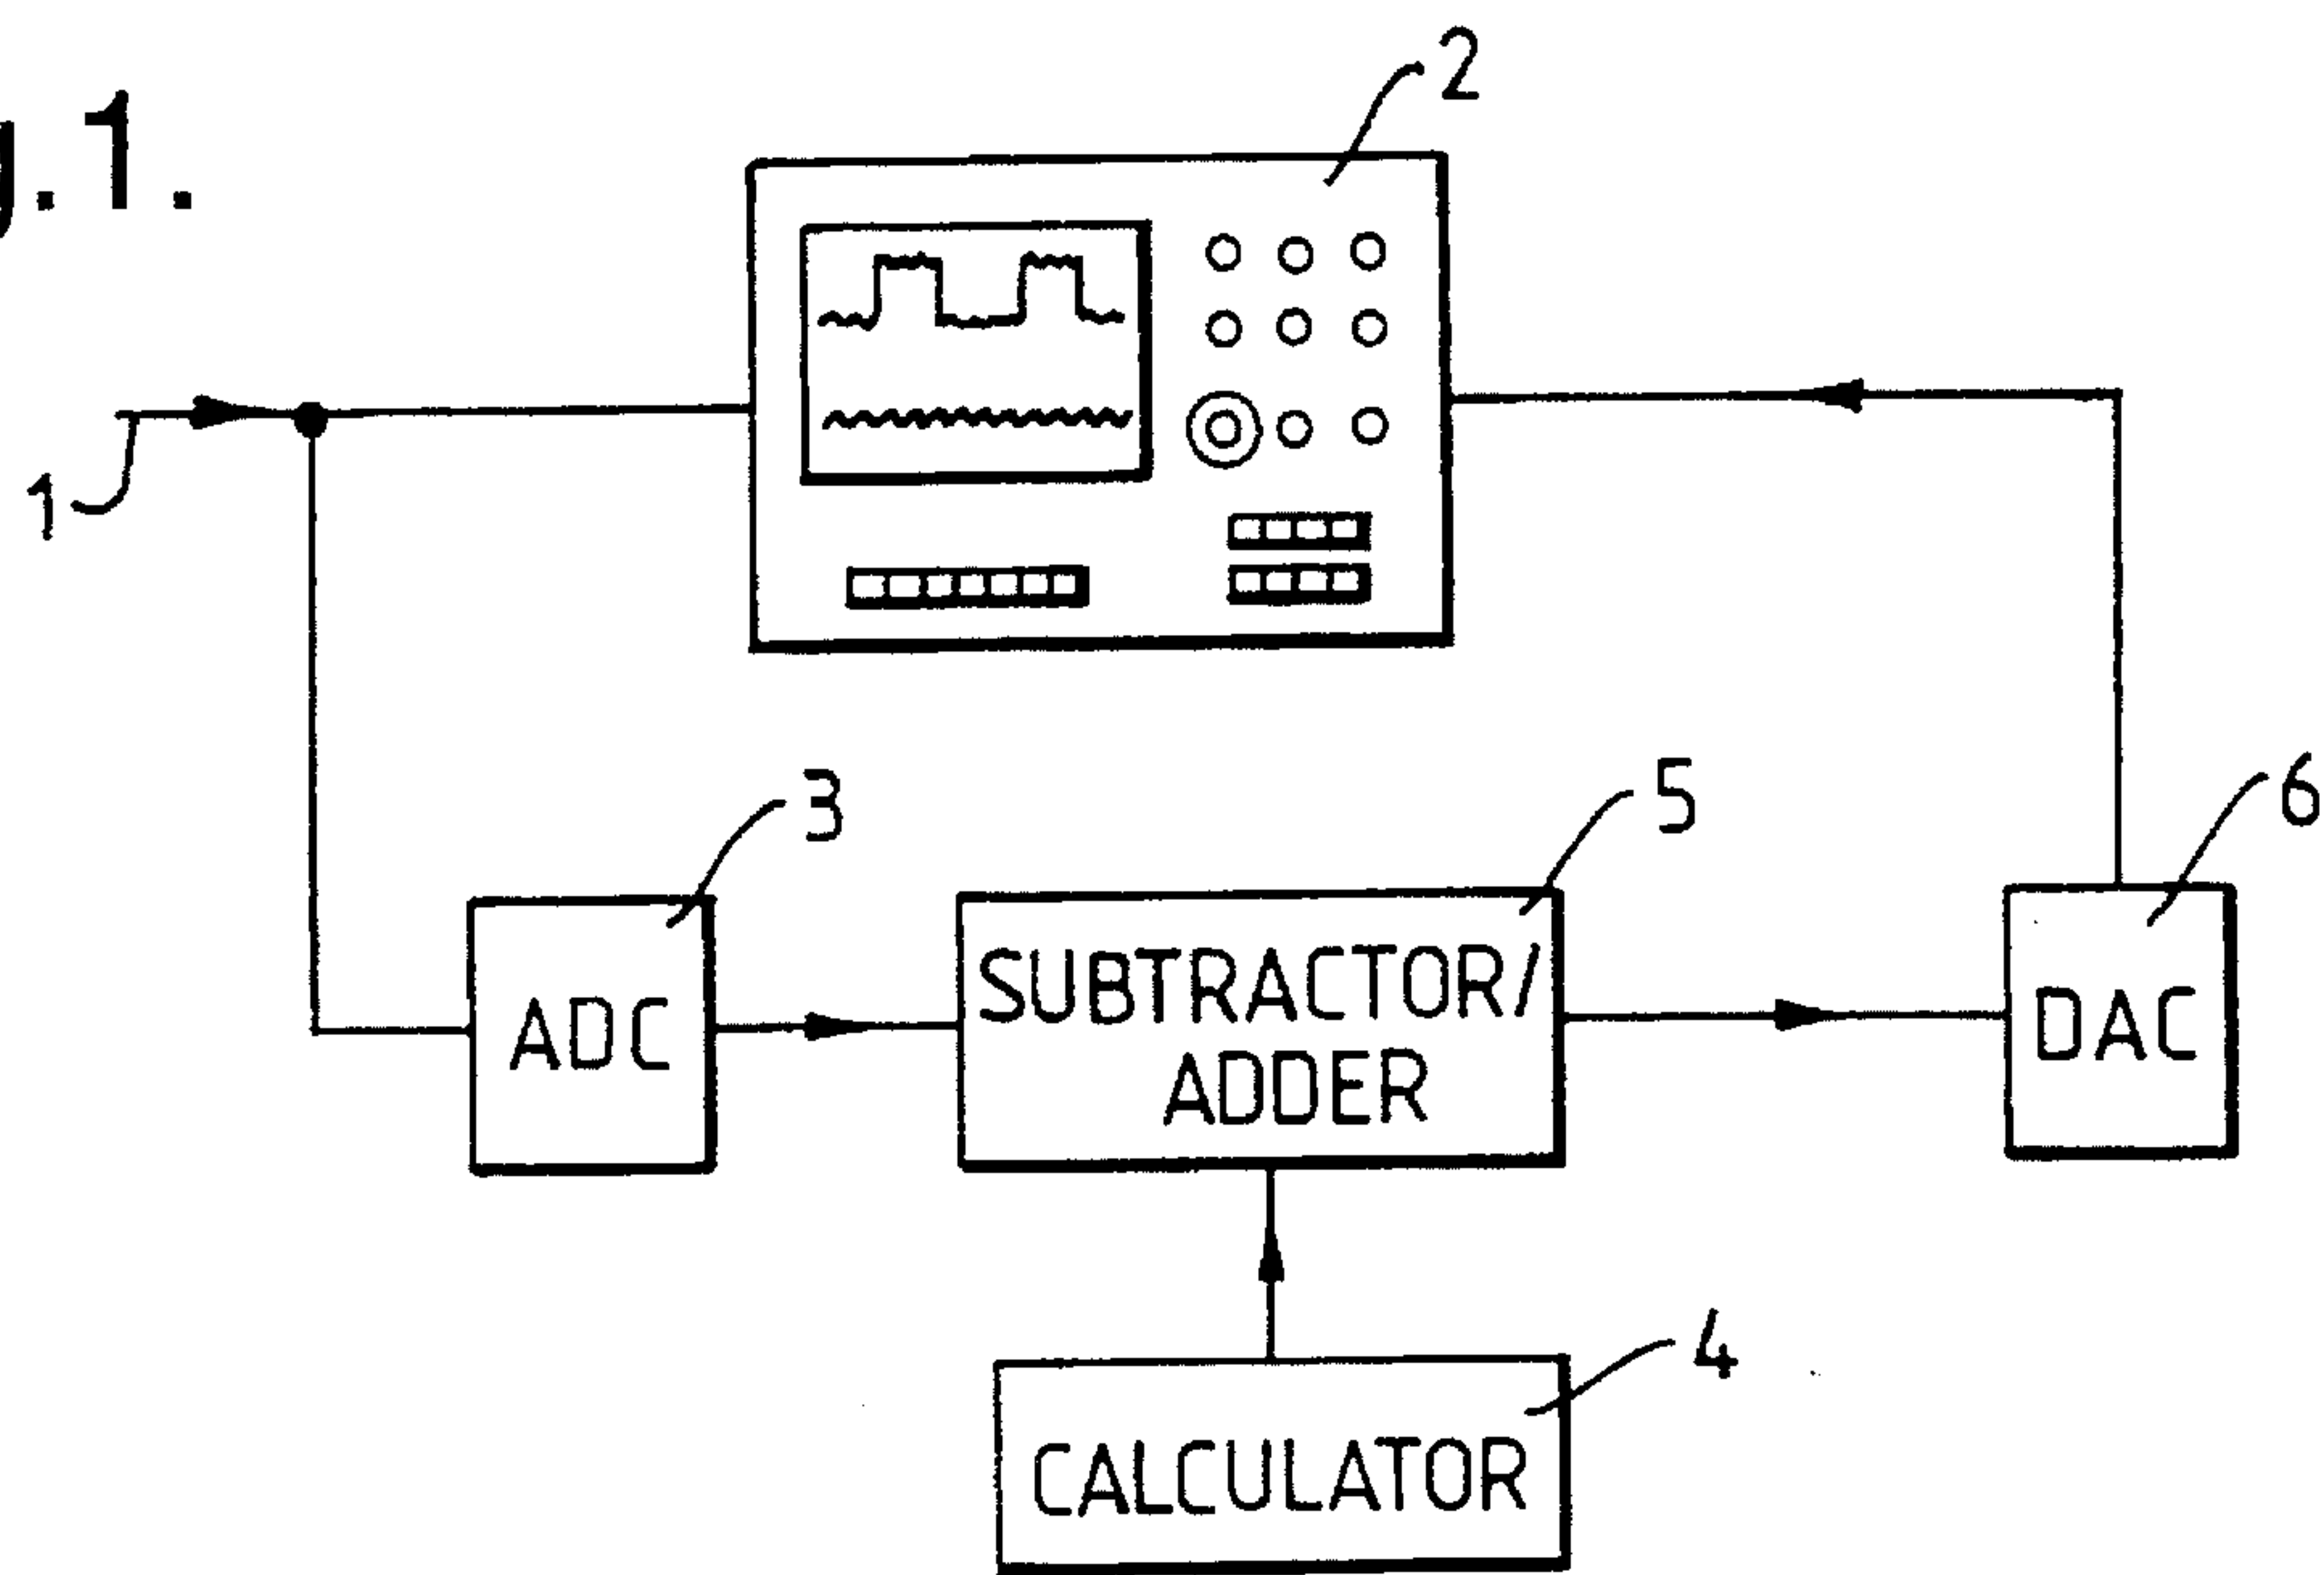 g.1.
2
1
3
5
6
ADC
SUBTRACTOR/
ADDER
DAC
4
CALCULATOR